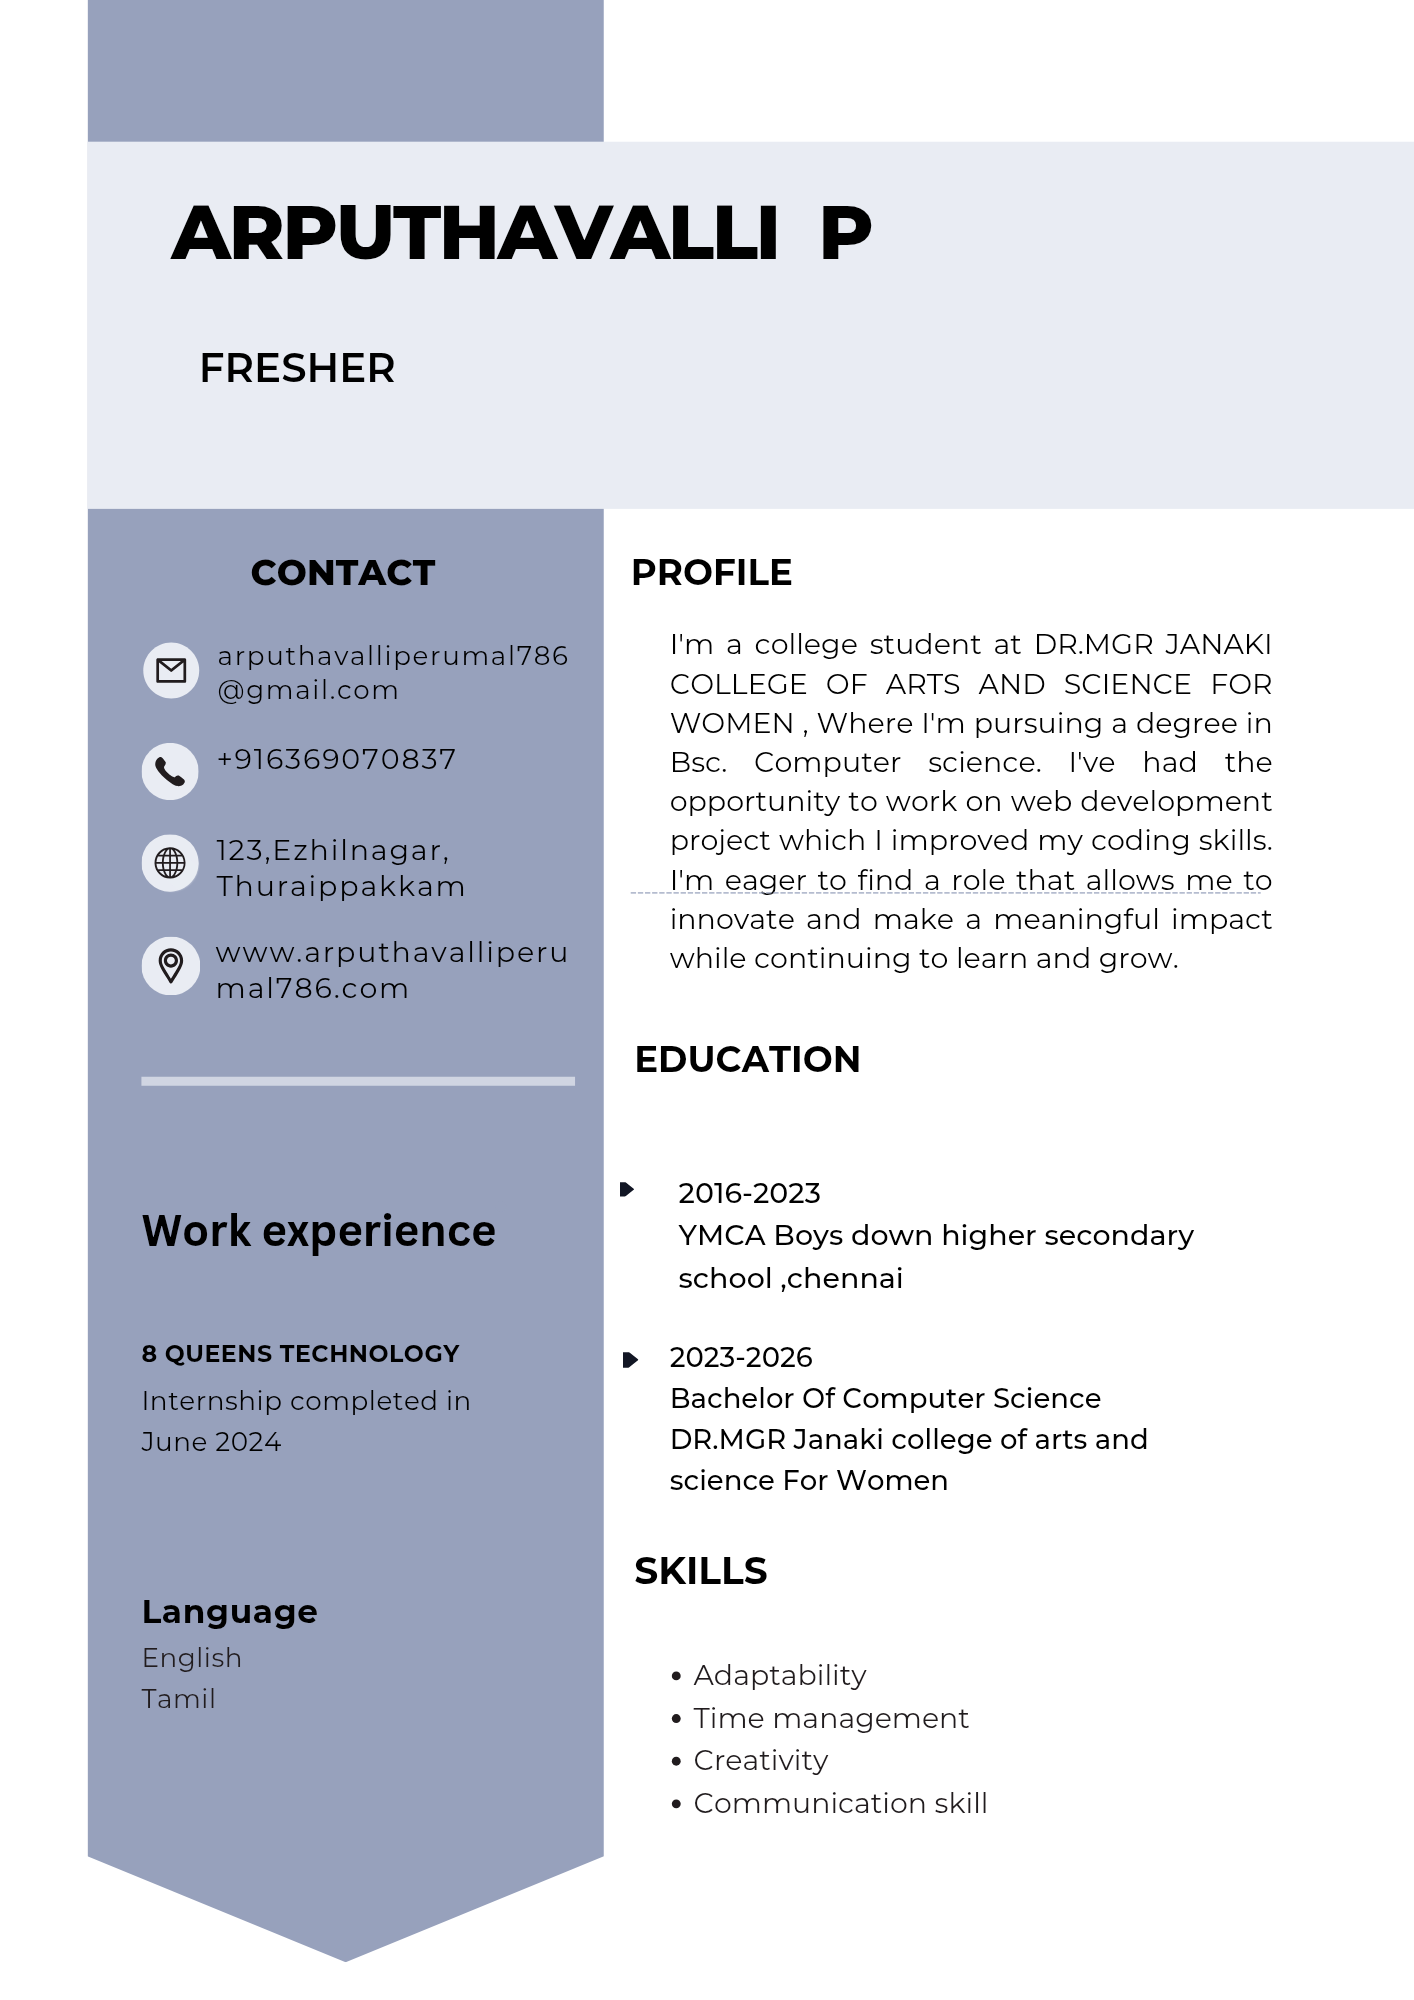 ARPUTHAVALLI P
FRESHER
CONTACT
arputhavalliperumal786
@gmail.com
+916369070837
123,Ezhilnagar,
Thuraippakkam
www.arputhavalliperu
mal786.com
Work experience
8 QUEENS TECHNOLOGY
Internship completed in
June 2024
Language
English
Tamil
PROFILE
I'm a college student at DR.MGR JANAKI
COLLEGE OF ARTS AND SCIENCE FOR
WOMEN , Where I'm pursuing a degree in
Bsc. Computer science. I've had the
opportunity to work on web development
project which I improved my coding skills.
I'm eager to find a role that allows me to
innovate and make a meaningful impact
while continuing to learn and grow.
EDUCATION
2016-2023
YMCA Boys down higher secondary
school ,chennai
2023-2026
Bachelor Of Computer Science
DR.MGR Janaki college of arts and
science For Women
SKILLS
• Adaptability
• Time management
• Creativity
• Communication skill